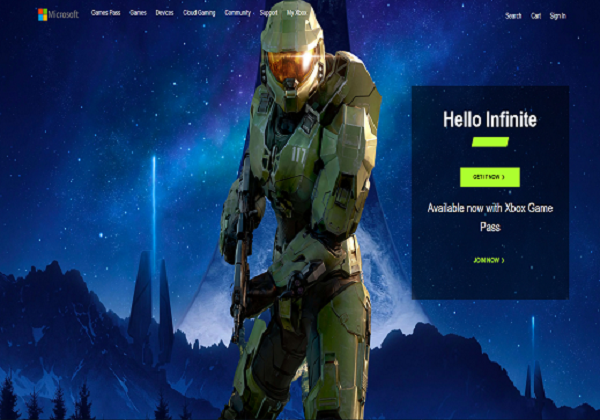 Microsoft
Games Pass Games Devices Cloud Gaming Community Support My Xbox
Search Cart Sign In
117
Hello Infinite
GET IT NOW >
Available now with Xbox Game
Pass
JOIN NOW >